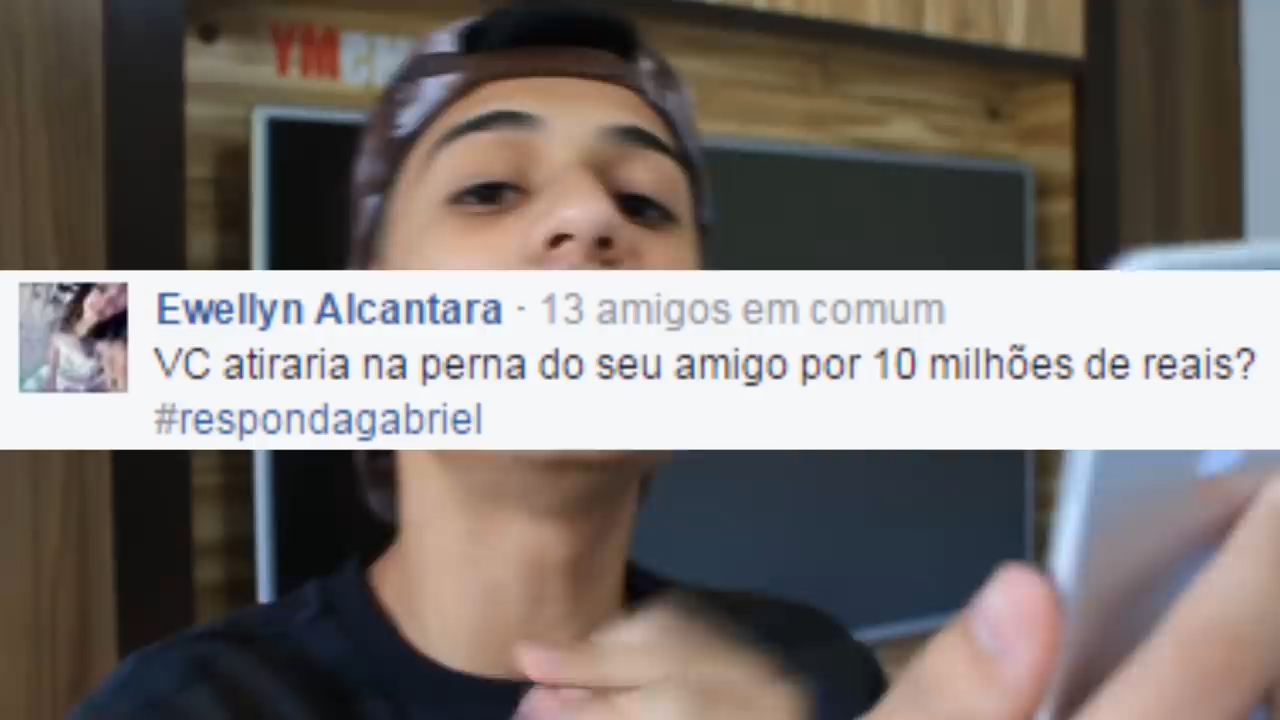 YMCM
Ewellyn Alcantara · 13 amigos em comum
VC atiraria na perna do seu amigo por 10 milhões de reais?
#respondagabriel